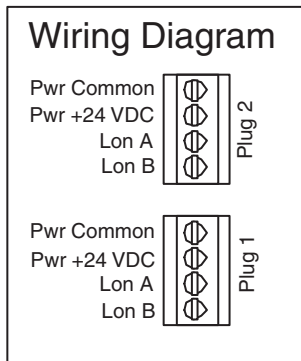 Wiring Diagram
Pwr Common
Pwr +24 VDC
Lon A
Lon B
Plug 2
Pwr Common
Pwr +24 VDC
Lon A
Lon B
Plug 1